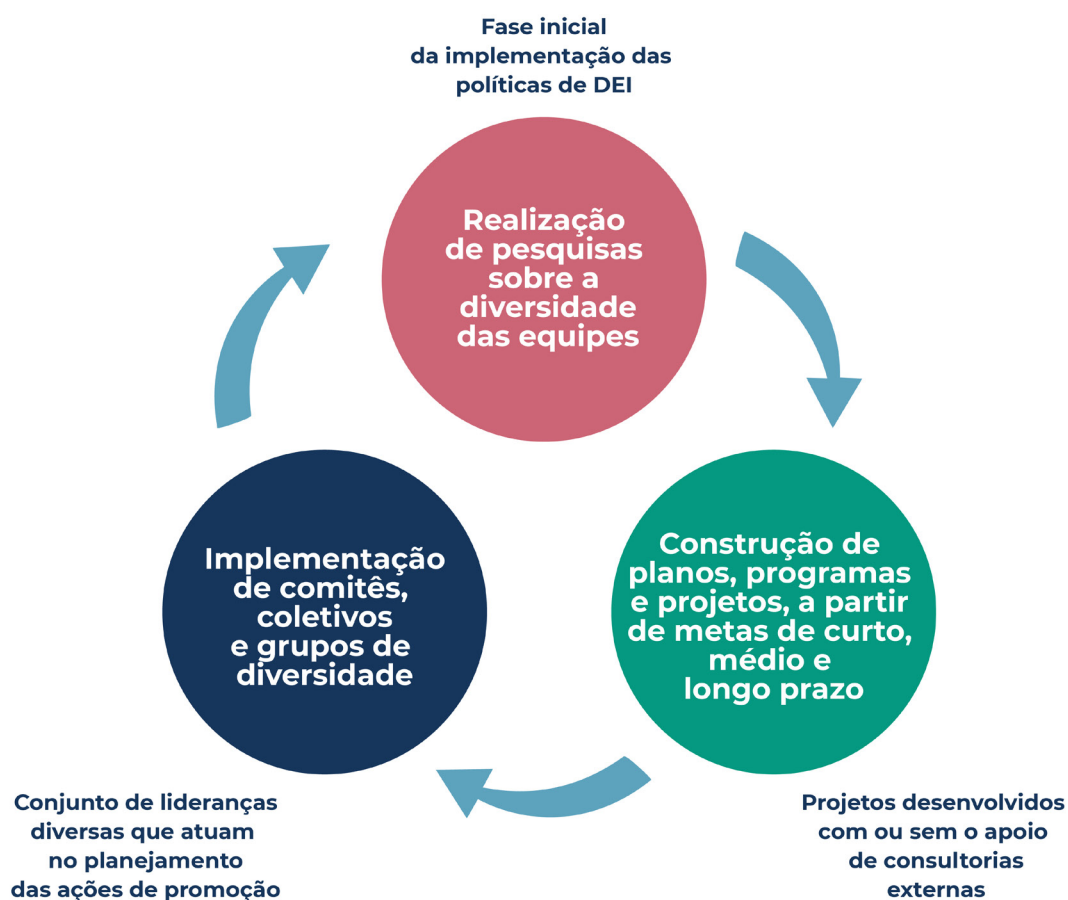 Fase inicial
da implementação das
políticas de DEI
Realização
de pesquisas
sobre a
diversidade
das equipes
Construção de
planos, programas
e projetos, a partir
de metas de curto,
médio e
longo prazo
Projetos desenvolvidos
com ou sem o apoio
de consultorias
externas
Implementação
de comitês,
coletivos
e grupos de
diversidade
Conjunto de lideranças
diversas que atuam
no planejamento
das ações de promoção